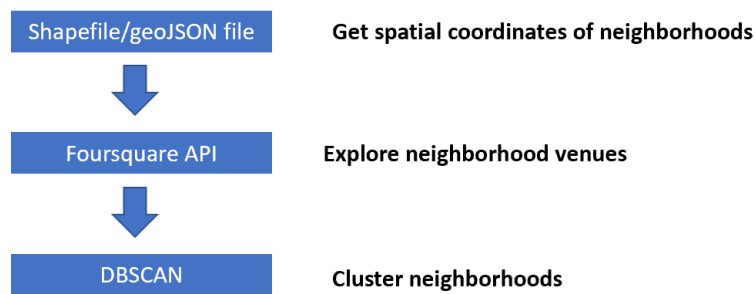 Shapefile/geoJSON file
Get spatial coordinates of neighborhoods
Foursquare API
Explore neighborhood venues
DBSCAN
Cluster neighborhoods